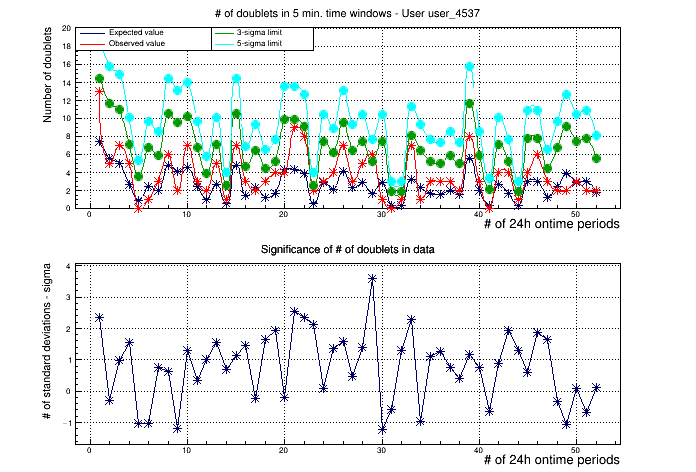 # of doublets in 5 min. time windows - User user_4537
Number of doublets
Expected value
3-sigma limit
Observed value
5-sigma limit
20
18
16
14
12
10
8
6
4
2
0
0 10 20 30 40 50
# of 24h ontime periods
Significance of # of doublets in data
# of standard deviations - sigma
4
3
2
1
0
−1
0 10 20 30 40 50
# of 24h ontime periods